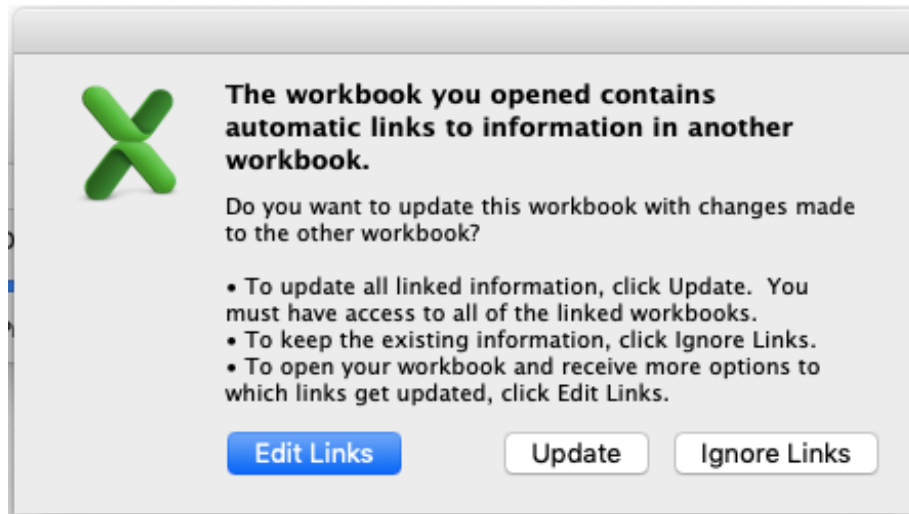 The workbook you opened contains
automatic links to information in another
workbook.
Do you want to update this workbook with changes made
to the other workbook?
• To update all linked information, click Update.  You
must have access to all of the linked workbooks.
• To keep the existing information, click Ignore Links.
• To open your workbook and receive more options to
which links get updated, click Edit Links.
Edit Links Update Ignore Links